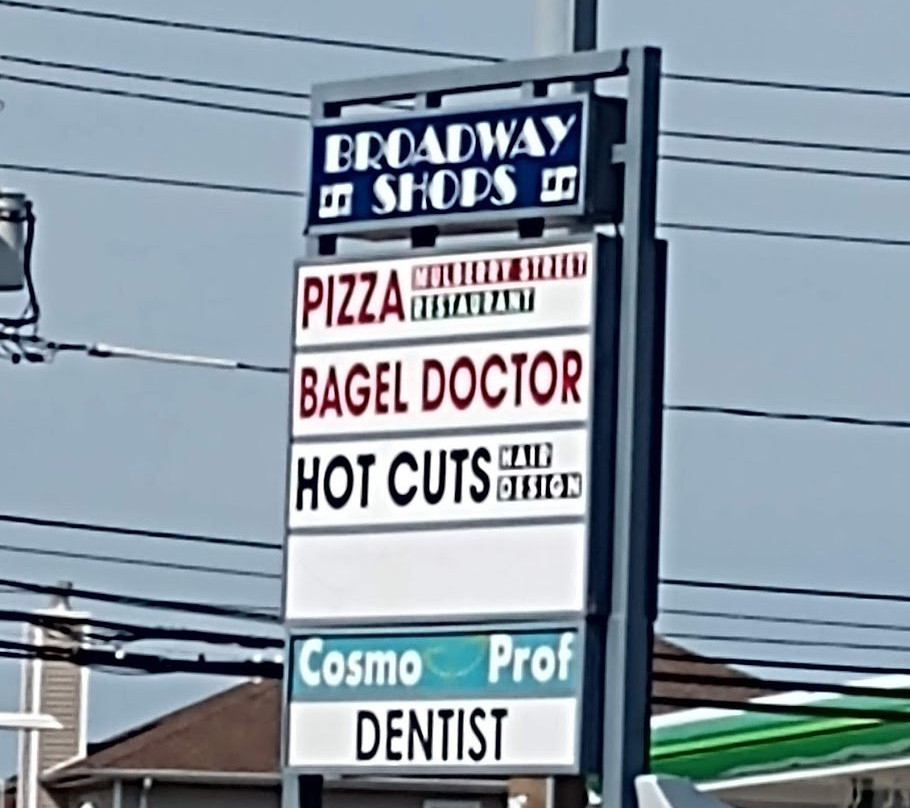 BROADWAY
SHOPS
PIZZA MULBERRY STREET
RESTAURANT
BAGEL DOCTOR
HOT CUTS HAIR
DESIGN
Cosmo Prof
DENTIST